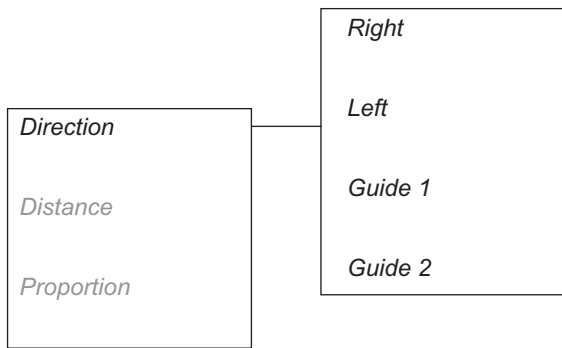 Direction
Distance
Proportion
Right
Left
Guide 1
Guide 2